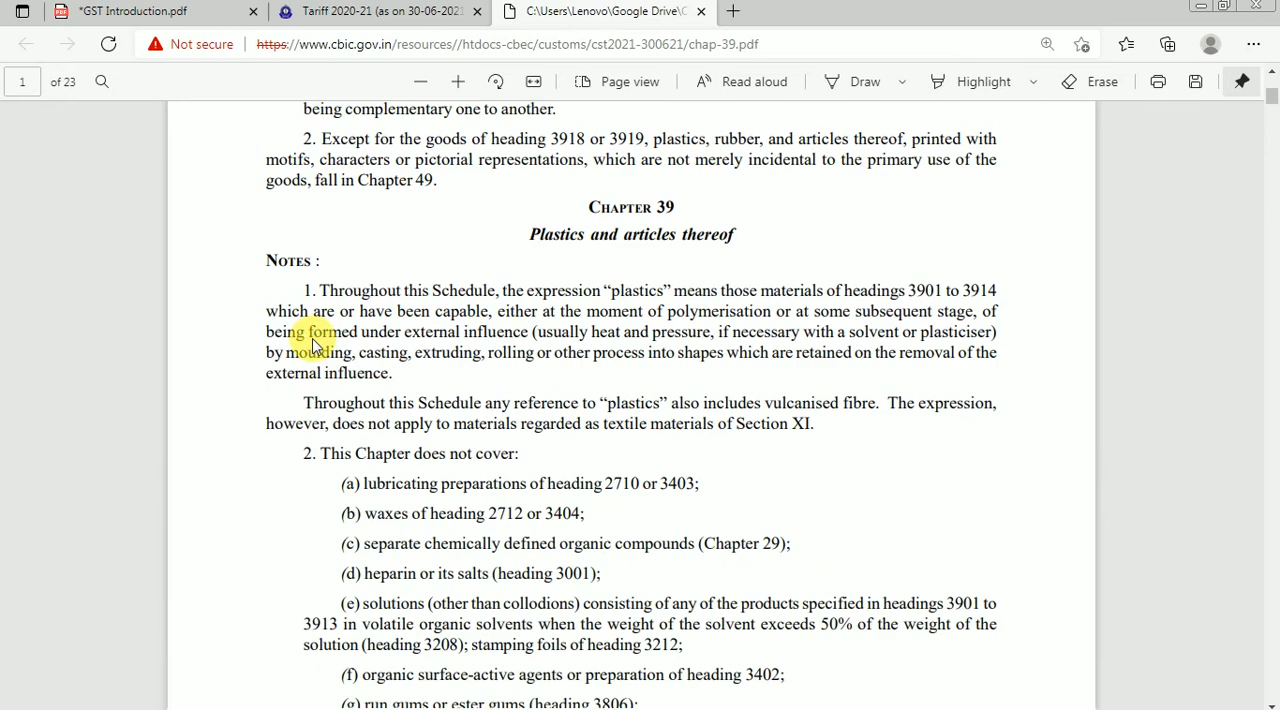 *GST Introduction.pdf
Tariff 2020-21 (as on 30-06-2021
C:\Users\Lenovo\Google Drive\C
Not secure
https://www.cbic.gov.in/resources//htdocs-cbec/customs/cst2021-300621/chap-39.pdf
1 of 23
Page view
Read aloud
Draw
Highlight
Erase
being complementary one to another.
2. Except for the goods of heading 3918 or 3919, plastics, rubber, and articles thereof, printed with
motifs, characters or pictorial representations, which are not merely incidental to the primary use of the
goods, fall in Chapter 49.
CHAPTER 39
Plastics and articles thereof
NOTES :
1. Throughout this Schedule, the expression “plastics” means those materials of headings 3901 to 3914
which are or have been capable, either at the moment of polymerisation or at some subsequent stage, of
being formed under external influence (usually heat and pressure, if necessary with a solvent or plasticiser)
by moulding, casting, extruding, rolling or other process into shapes which are retained on the removal of the
external influence.
Throughout this Schedule any reference to “plastics” also includes vulcanised fibre. The expression,
however, does not apply to materials regarded as textile materials of Section XI.
2. This Chapter does not cover:
(a) lubricating preparations of heading 2710 or 3403;
(b) waxes of heading 2712 or 3404;
(c) separate chemically defined organic compounds (Chapter 29);
(d) heparin or its salts (heading 3001);
(e) solutions (other than collodions) consisting of any of the products specified in headings 3901 to
3913 in volatile organic solvents when the weight of the solvent exceeds 50% of the weight of the
solution (heading 3208); stamping foils of heading 3212;
(f) organic surface-active agents or preparation of heading 3402;
(g) run gums or ester gums (heading 3806);